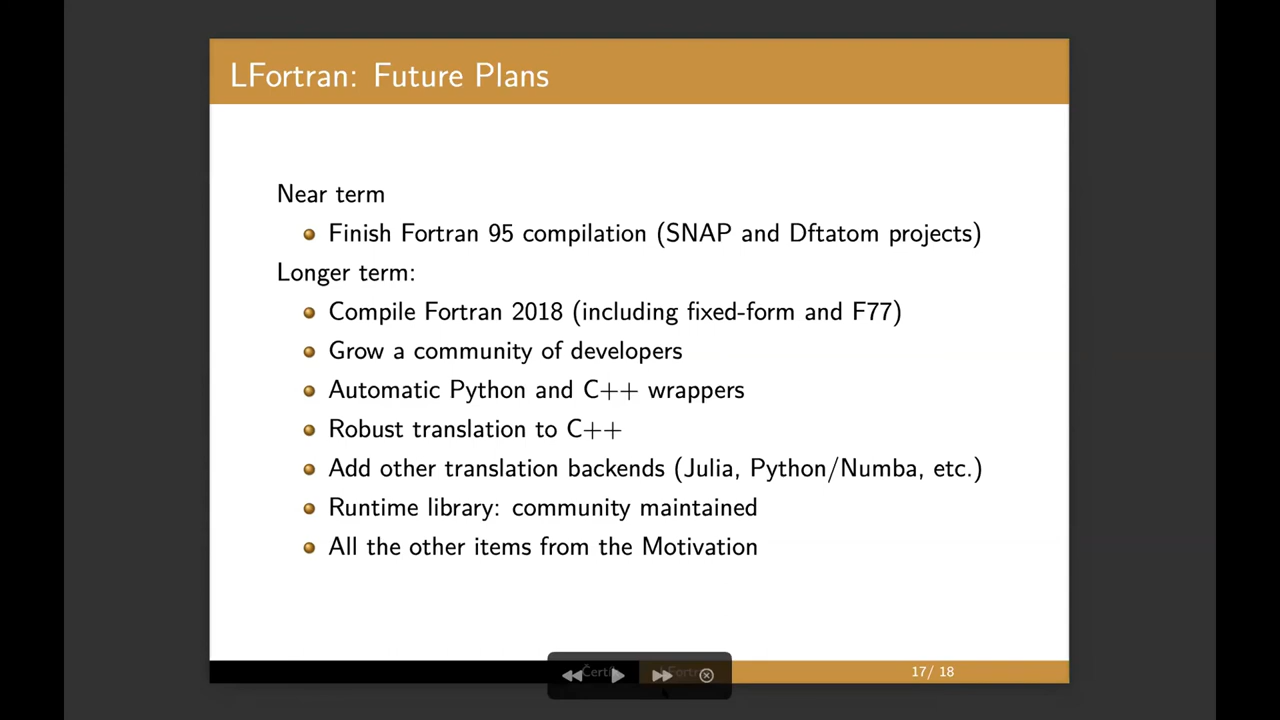 LFortran: Future Plans
Near term
Finish Fortran 95 compilation (SNAP and Dftatom projects)
Longer term:
Compile Fortran 2018 (including fixed-form and F77)
Grow a community of developers
Automatic Python and C++ wrappers
Robust translation to C++
Add other translation backends (Julia, Python/Numba, etc.)
Runtime library: community maintained
All the other items from the Motivation
17/ 18